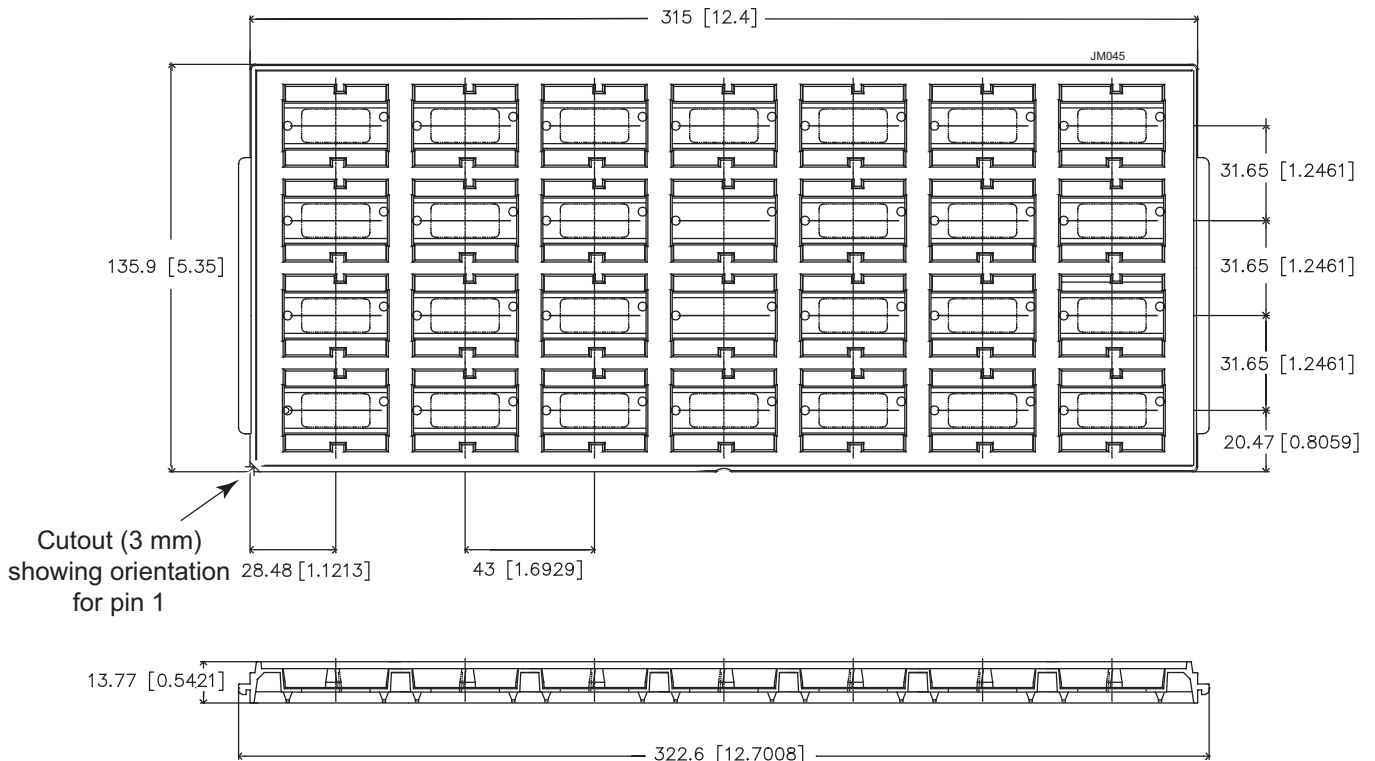 315 [12.4]
JM045
31.65 [1.2461]
135.9 [5.35]
31.65 [1.2461]
31.65 [1.2461]
20.47 [0.8059]
Cutout (3 mm)
showing orientation
for pin 1
28.48 [1.1213]
43 [1.6929]
13.77 [0.5421]
322.6 [12.7008]